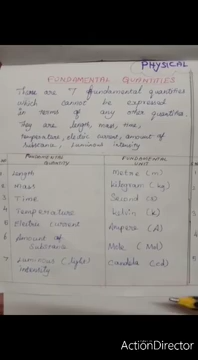 PHYSICAL
FUNDAMENTAL QUANTITIES
There are 7 fundamental quantities
which cannot be expressed
in terms of any other quantities.
They are length, mass, time,
temperature, electric current, amount of
substance, luminous intensity
FUNDAMENTAL QUANTITY FUNDAMENTAL UNIT
1 Length Metre (m)
2 Mass kilogram (kg)
3 Time Second (s)
4 Temperature kelvin (K)
5 Electric current Ampere (A)
6 Amount of Substance Mole (Mol)
7 Luminous (light) Intensity Candela (cd)
ActionDirector